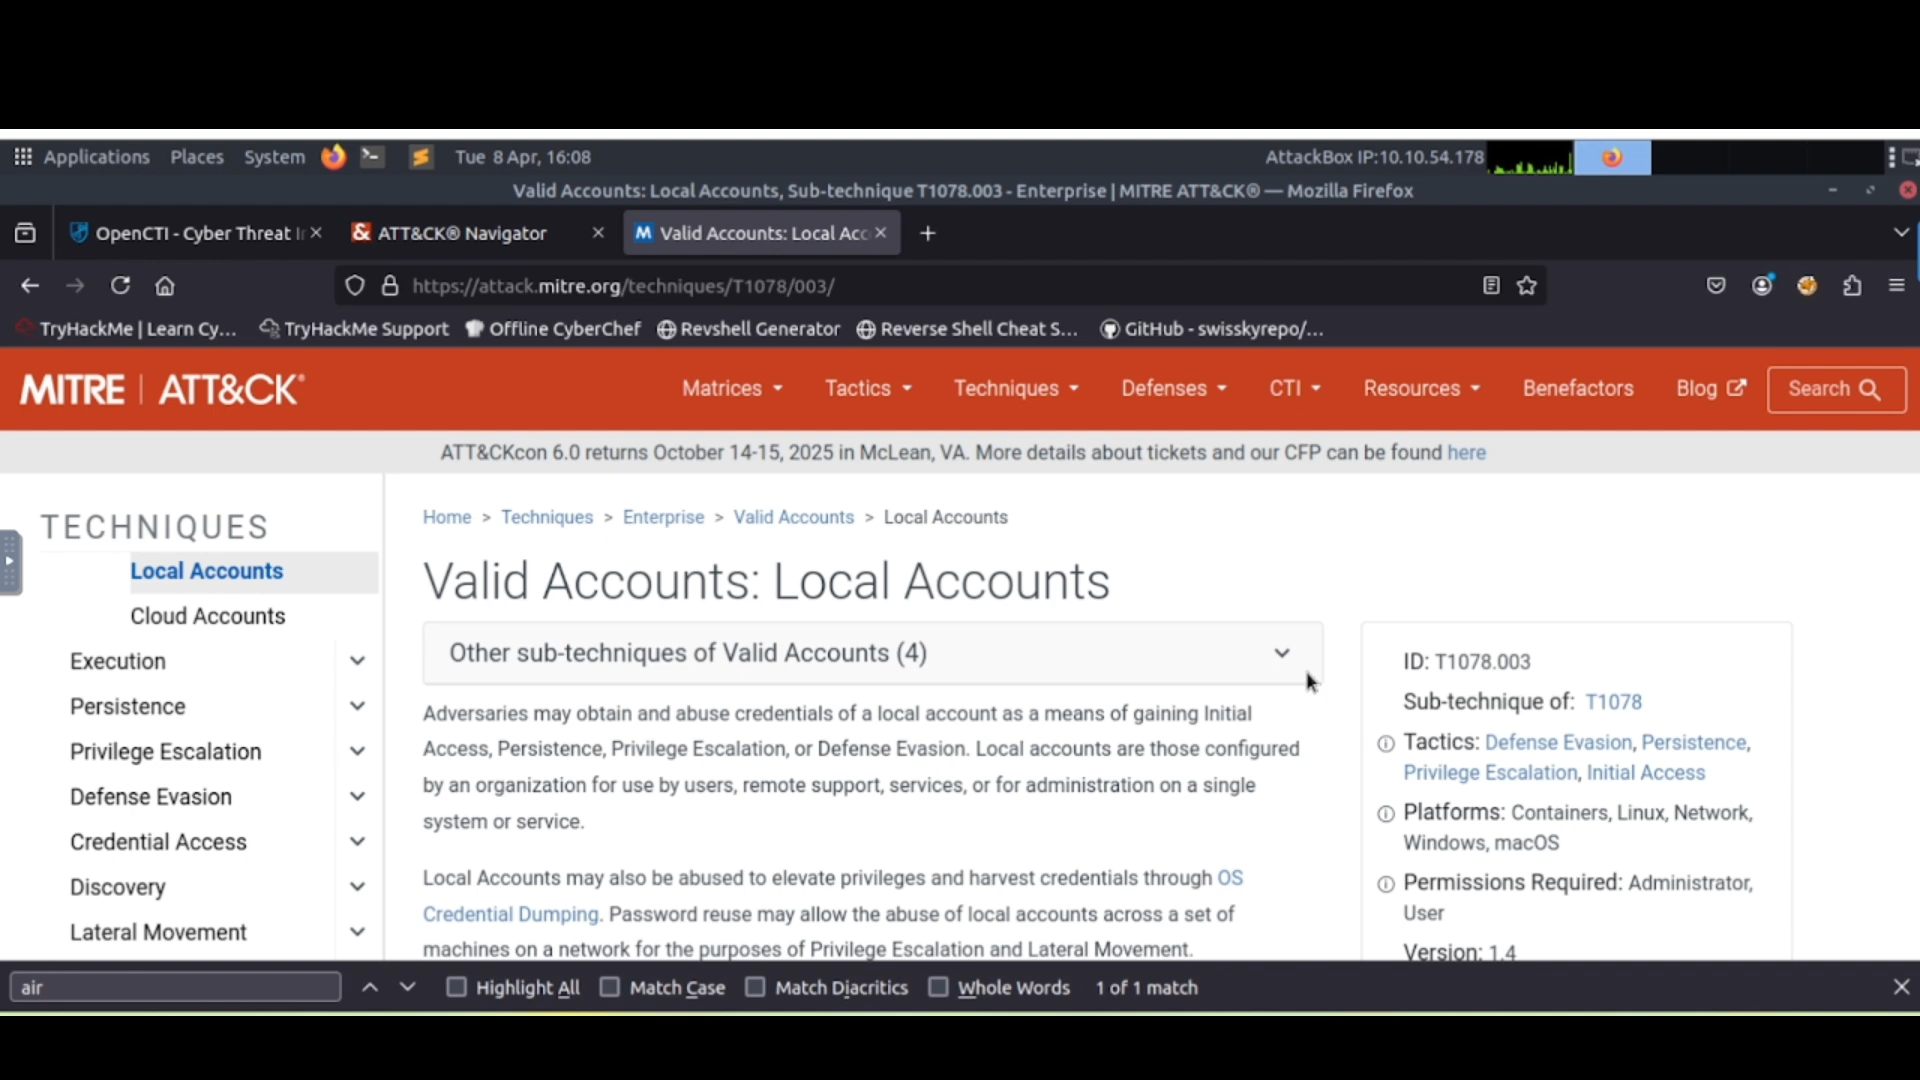 Applications Places System Tue 8 Apr, 16:08 AttackBox IP:10.10.54.178
Valid Accounts: Local Accounts, Sub-technique T1078.003 - Enterprise | MITRE ATT&CK® — Mozilla Firefox
OpenCTI - Cyber Threat I ATT&CK® Navigator Valid Accounts: Local Acc
https://attack.mitre.org/techniques/T1078/003/
TryHackMe | Learn Cy... TryHackMe Support Offline CyberChef Revshell Generator Reverse Shell Cheat S... GitHub - swisskyrepo/...
MITRE | ATT&CK® Matrices Tactics Techniques Defenses CTI Resources Benefactors Blog Search
ATT&CKcon 6.0 returns October 14-15, 2025 in McLean, VA. More details about tickets and our CFP can be found here
TECHNIQUES
Local Accounts
Cloud Accounts
Execution
Persistence
Privilege Escalation
Defense Evasion
Credential Access
Discovery
Lateral Movement
Home > Techniques > Enterprise > Valid Accounts > Local Accounts
Valid Accounts: Local Accounts
Other sub-techniques of Valid Accounts (4)
Adversaries may obtain and abuse credentials of a local account as a means of gaining Initial
Access, Persistence, Privilege Escalation, or Defense Evasion. Local accounts are those configured
by an organization for use by users, remote support, services, or for administration on a single
system or service.
Local Accounts may also be abused to elevate privileges and harvest credentials through OS
Credential Dumping. Password reuse may allow the abuse of local accounts across a set of
machines on a network for the purposes of Privilege Escalation and Lateral Movement.
ID: T1078.003
Sub-technique of: T1078
Tactics: Defense Evasion, Persistence,
Privilege Escalation, Initial Access
Platforms: Containers, Linux, Network,
Windows, macOS
Permissions Required: Administrator,
User
Version: 1.4
air Highlight All Match Case Match Diacritics Whole Words 1 of 1 match